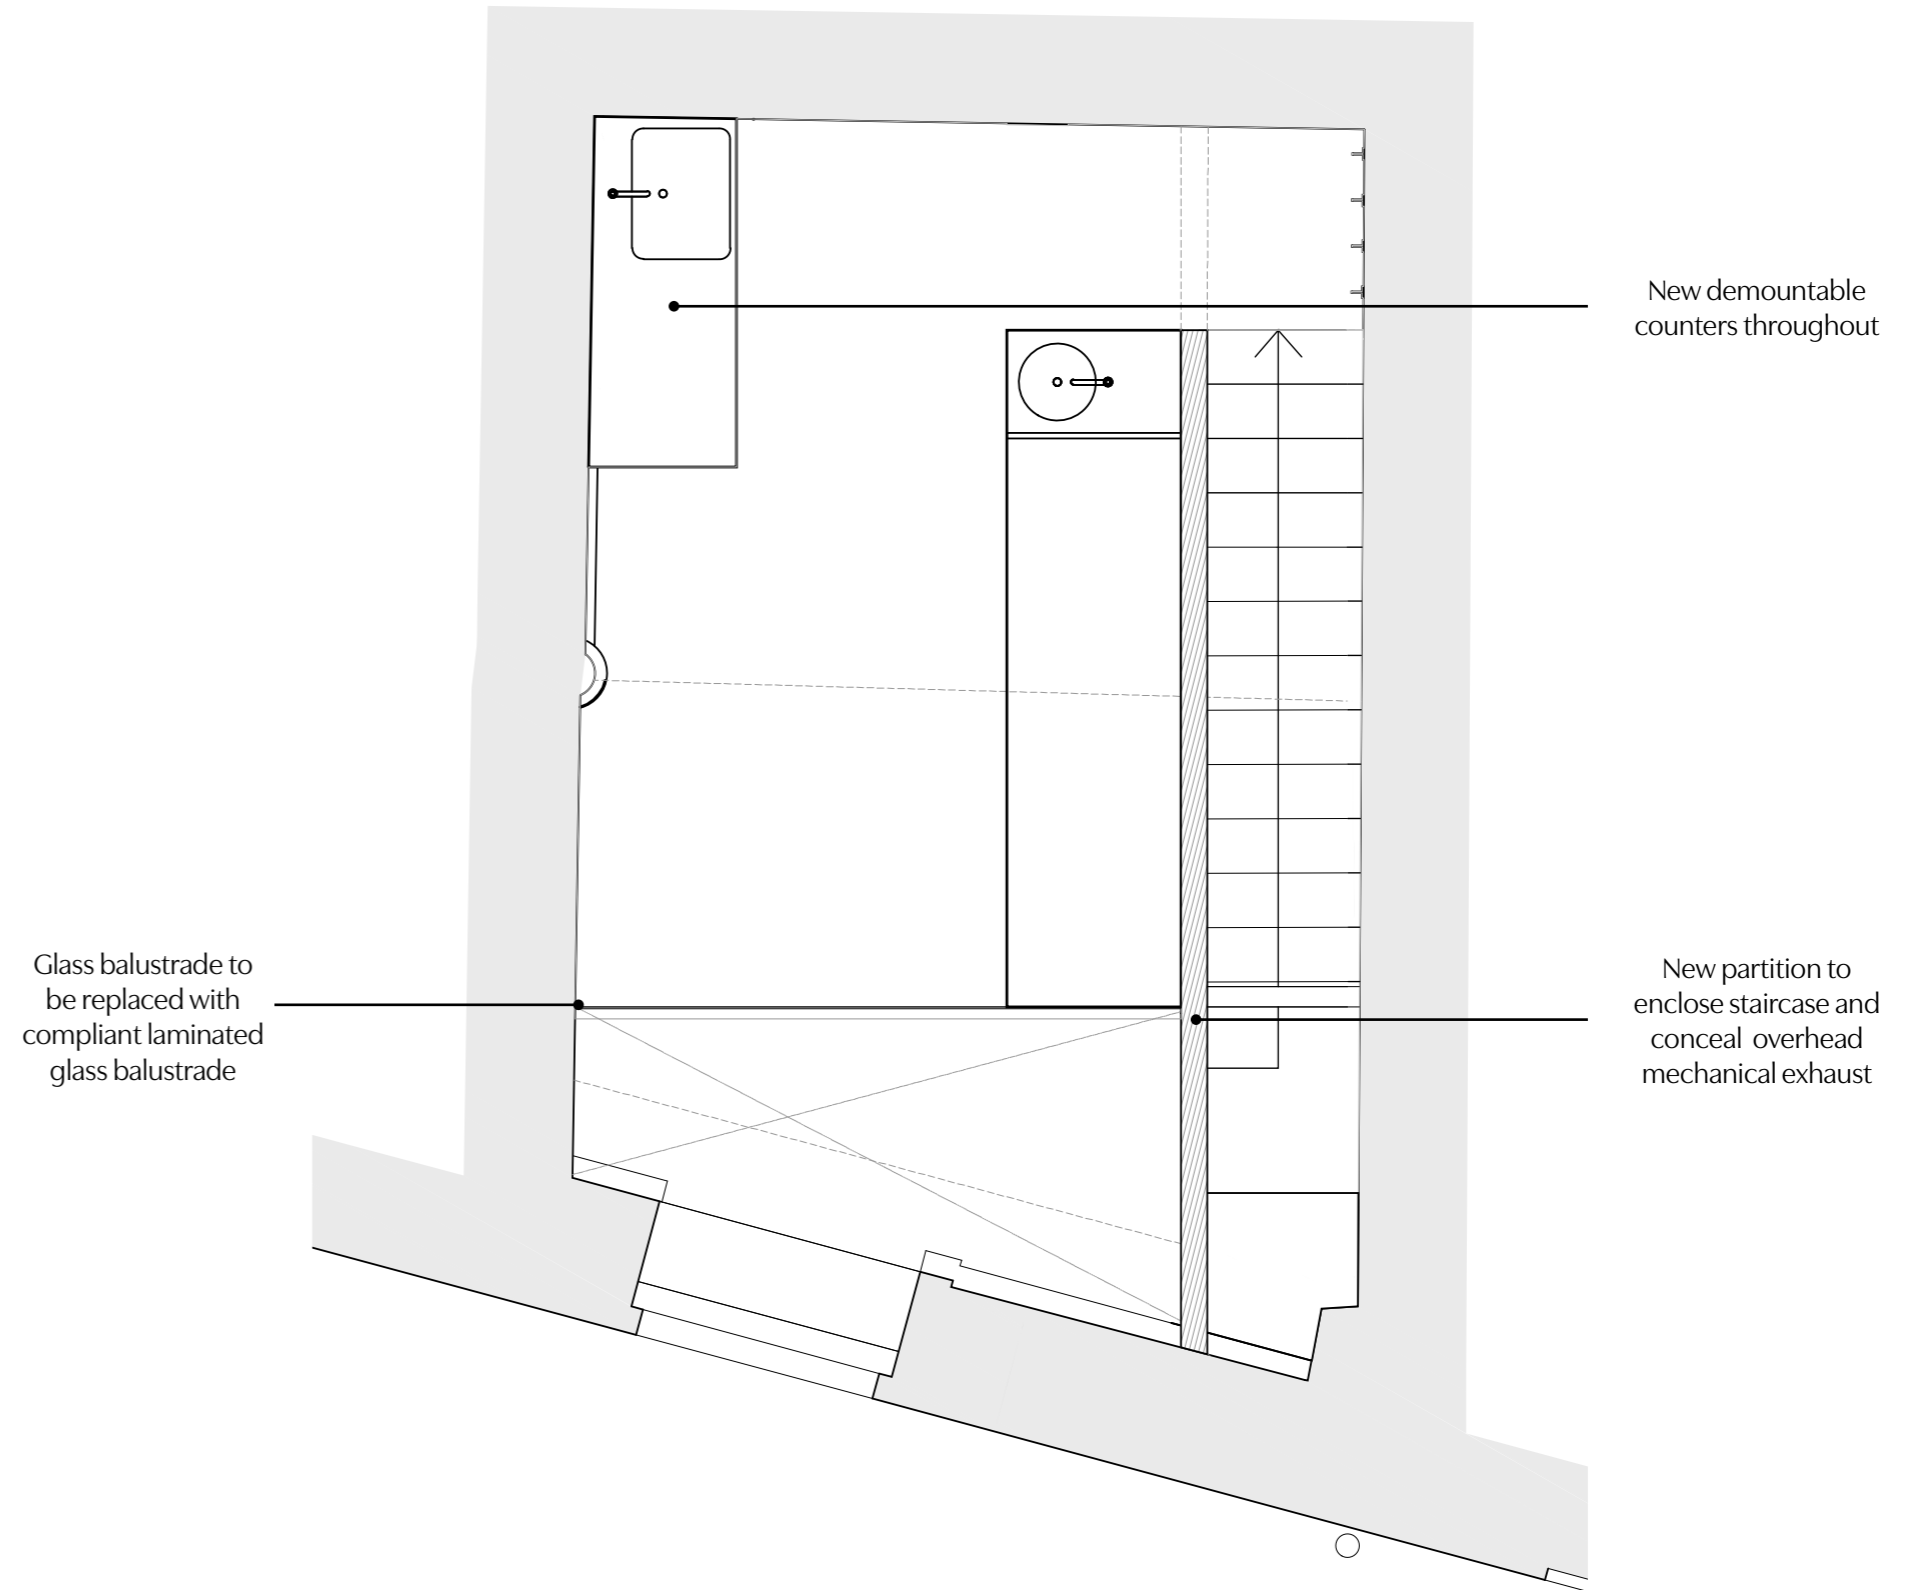 New demountable
counters throughout
Glass balustrade to
be replaced with
compliant laminated
glass balustrade
New partition to
enclose staircase and
conceal overhead
mechanical exhaust